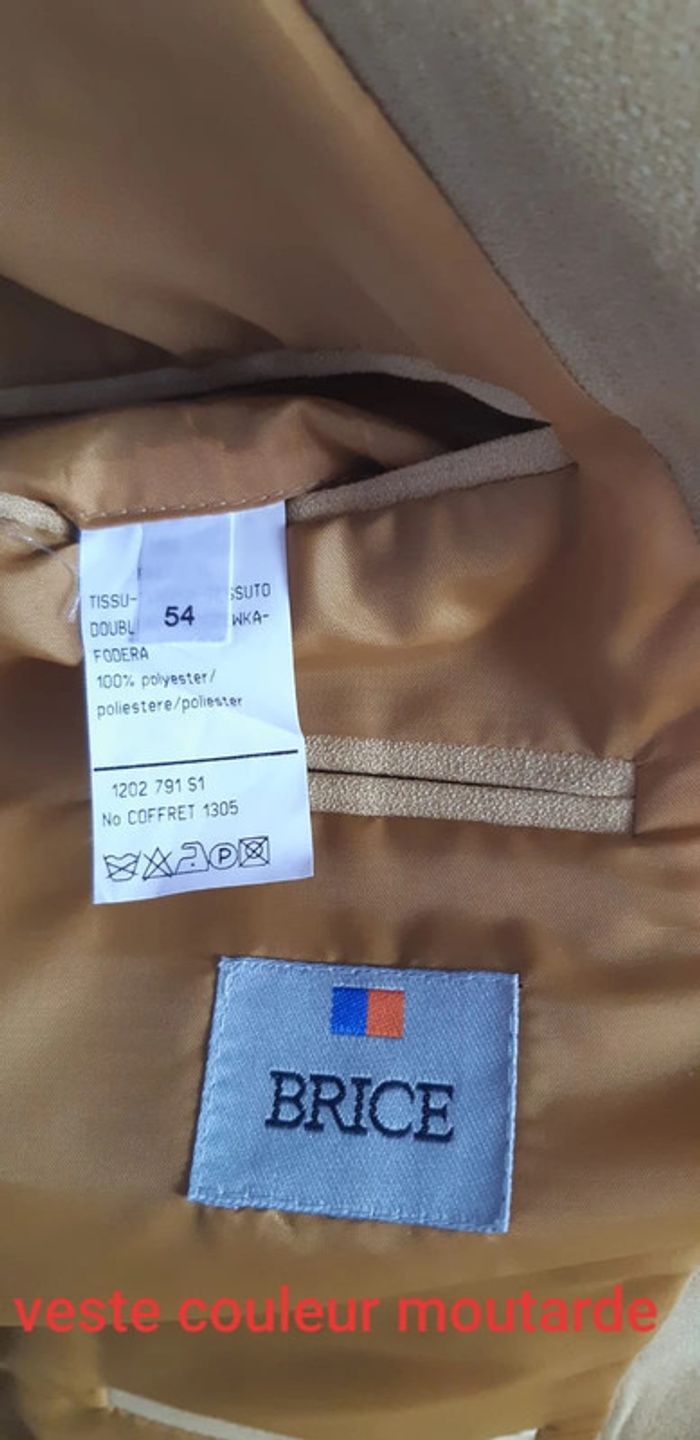 TISSU- SSUTO
54
DOUBL WKA-
FODERA
100% polyester/
poliestere/poliester
1202 791 S1
No COFFRET 1305
P
BRICE
veste couleur moutarde